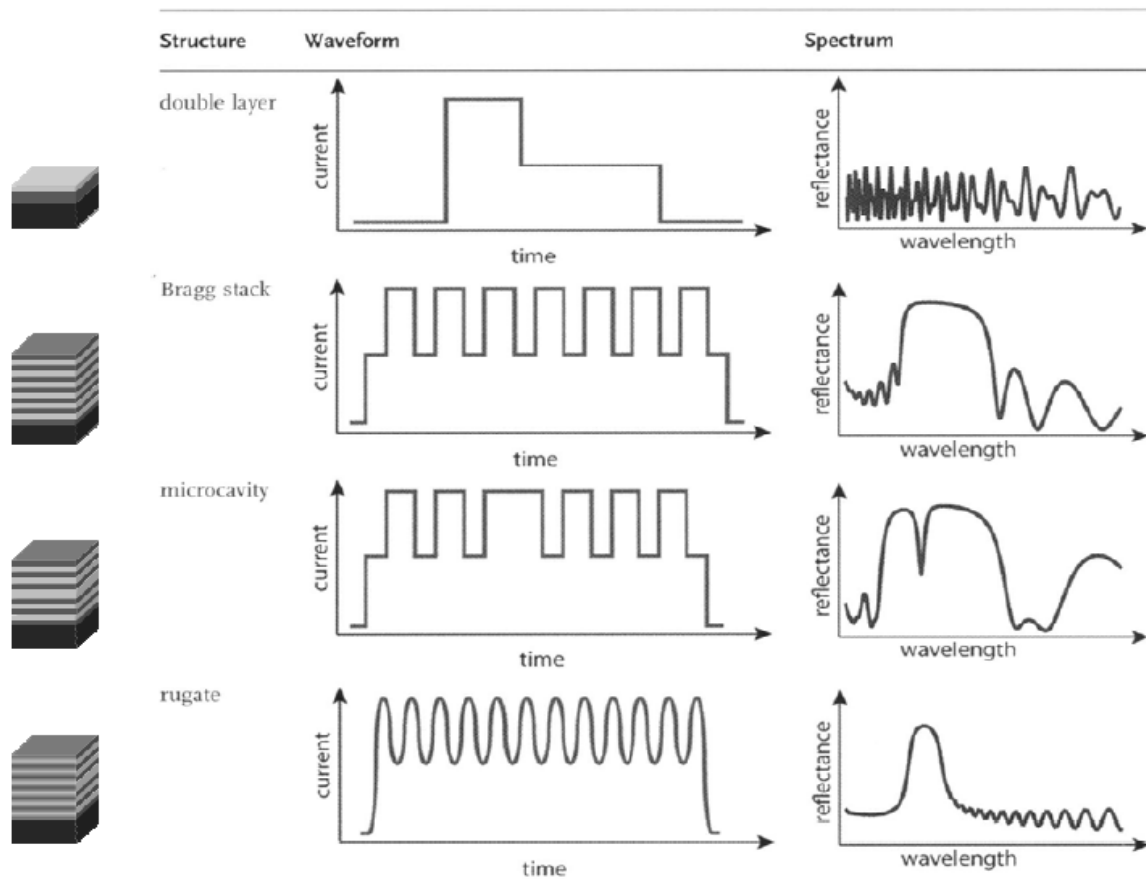 Structure Waveform Spectrum
double layer
current
time
reflectance
wavelength
Bragg stack
current
time
reflectance
wavelength
microcavity
current
time
reflectance
wavelength
rugate
current
time
reflectance
wavelength